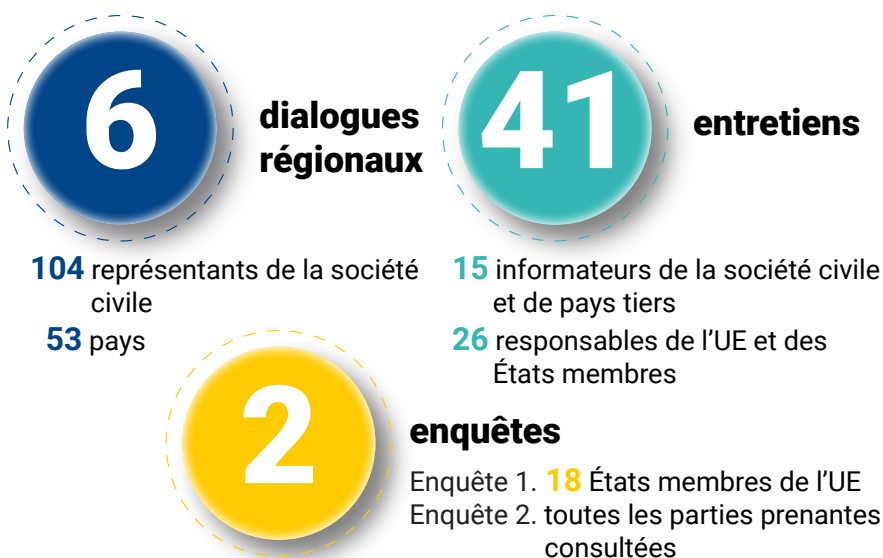 6
dialogues
régionaux
104 représentants de la société
civile
53 pays
41
entretiens
15 informateurs de la société civile
et de pays tiers
26 responsables de l’UE et des
États membres
2
enquêtes
Enquête 1. 18 États membres de l’UE
Enquête 2. toutes les parties prenantes
consultées